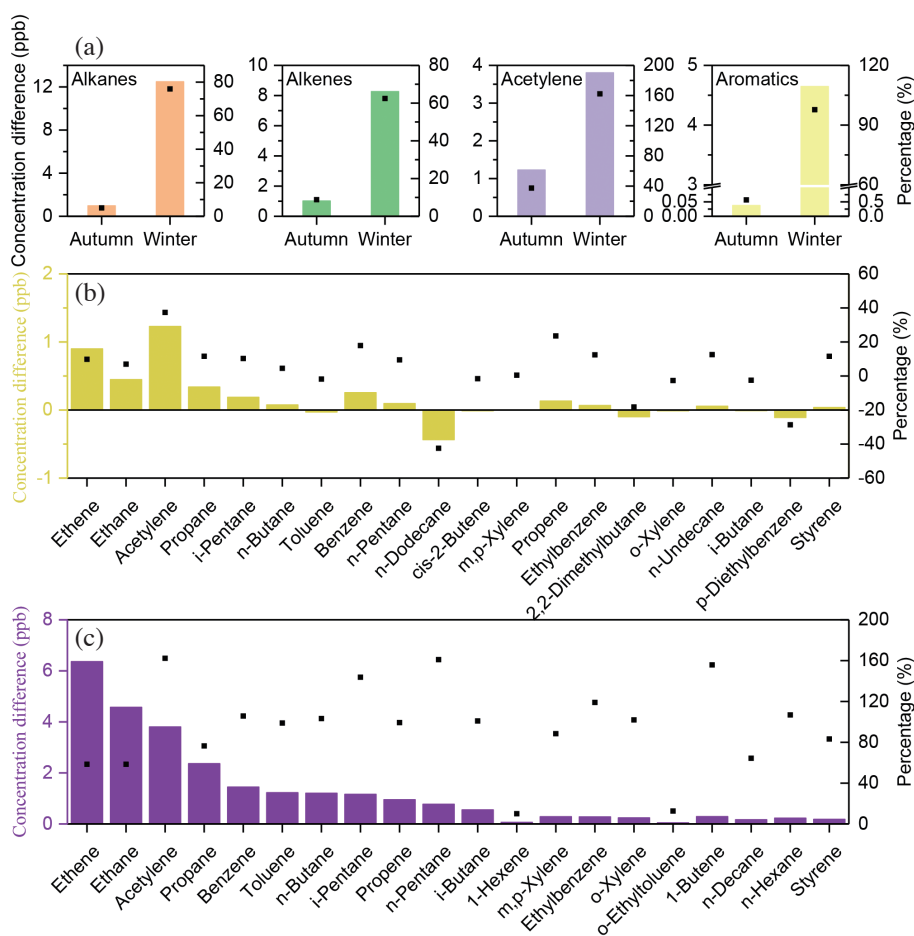 (a)
Concentration difference (ppb)
Alkanes
12
8
4
0
80
60
40
20
0
Autumn Winter
Alkenes
10
8
6
4
2
0
80
60
40
20
0
Autumn Winter
Acetylene
4
3
2
1
0
200
160
120
80
40
0
Autumn Winter
Aromatics
5
4
3
2
0.05
0.00
120
90
60
0.5
0.0
Autumn Winter
Percentage (%)
(b)
Concentration difference (ppb)
2
1
0
-1
60
40
20
0
-20
-40
-60
Percentage (%)
Ethene
Ethane
Acetylene
Propane
i-Pentane
n-Butane
Toluene
Benzene
n-Pentane
n-Dodecane
cis-2-Butene
m,p-Xylene
Propene
Ethylbenzene
2,2-Dimethylbutane
o-Xylene
n-Undecane
i-Butane
p-Diethylbenzene
Styrene
(c)
Concentration difference (ppb)
8
6
4
2
0
200
160
120
80
40
0
Percentage (%)
Ethene
Ethane
Acetylene
Propane
Benzene
Toluene
n-Butane
i-Pentane
Propene
n-Pentane
i-Butane
1-Hexene
m,p-Xylene
Ethylbenzene
o-Xylene
o-Ethyltoluene
1-Butene
n-Decane
n-Hexane
Styrene